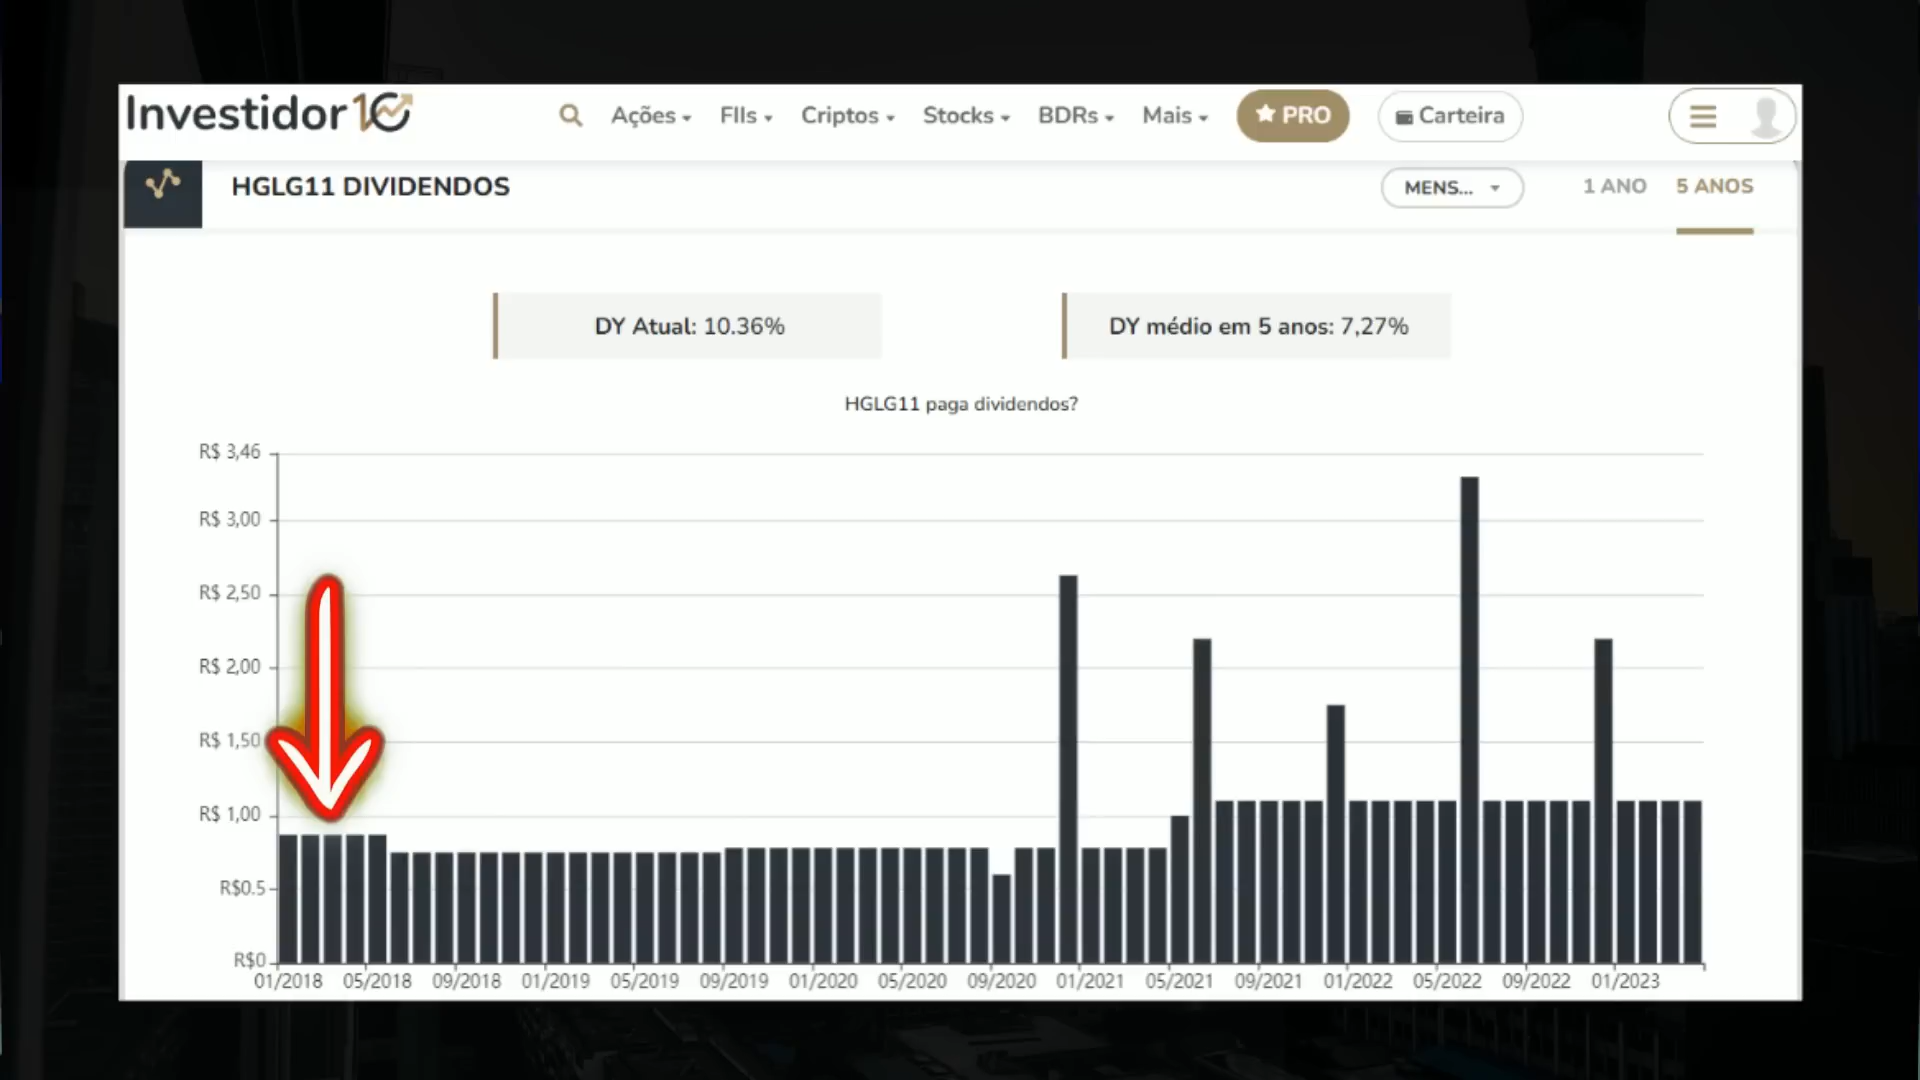 Investidor 10
Ações
FIIs
Criptos
Stocks
BDRs
Mais
PRO
Carteira
HGLG11 DIVIDENDOS
MENS...
1 ANO
5 ANOS
DY Atual: 10.36%
DY médio em 5 anos: 7,27%
HGLG11 paga dividendos?
R$ 3,46
R$ 3,00
R$ 2,50
R$ 2,00
R$ 1,50
R$ 1,00
R$0.5
R$0
01/2018 05/2018 09/2018 01/2019 05/2019 09/2019 01/2020 05/2020 09/2020 01/2021 05/2021 09/2021 01/2022 05/2022 09/2022 01/2023